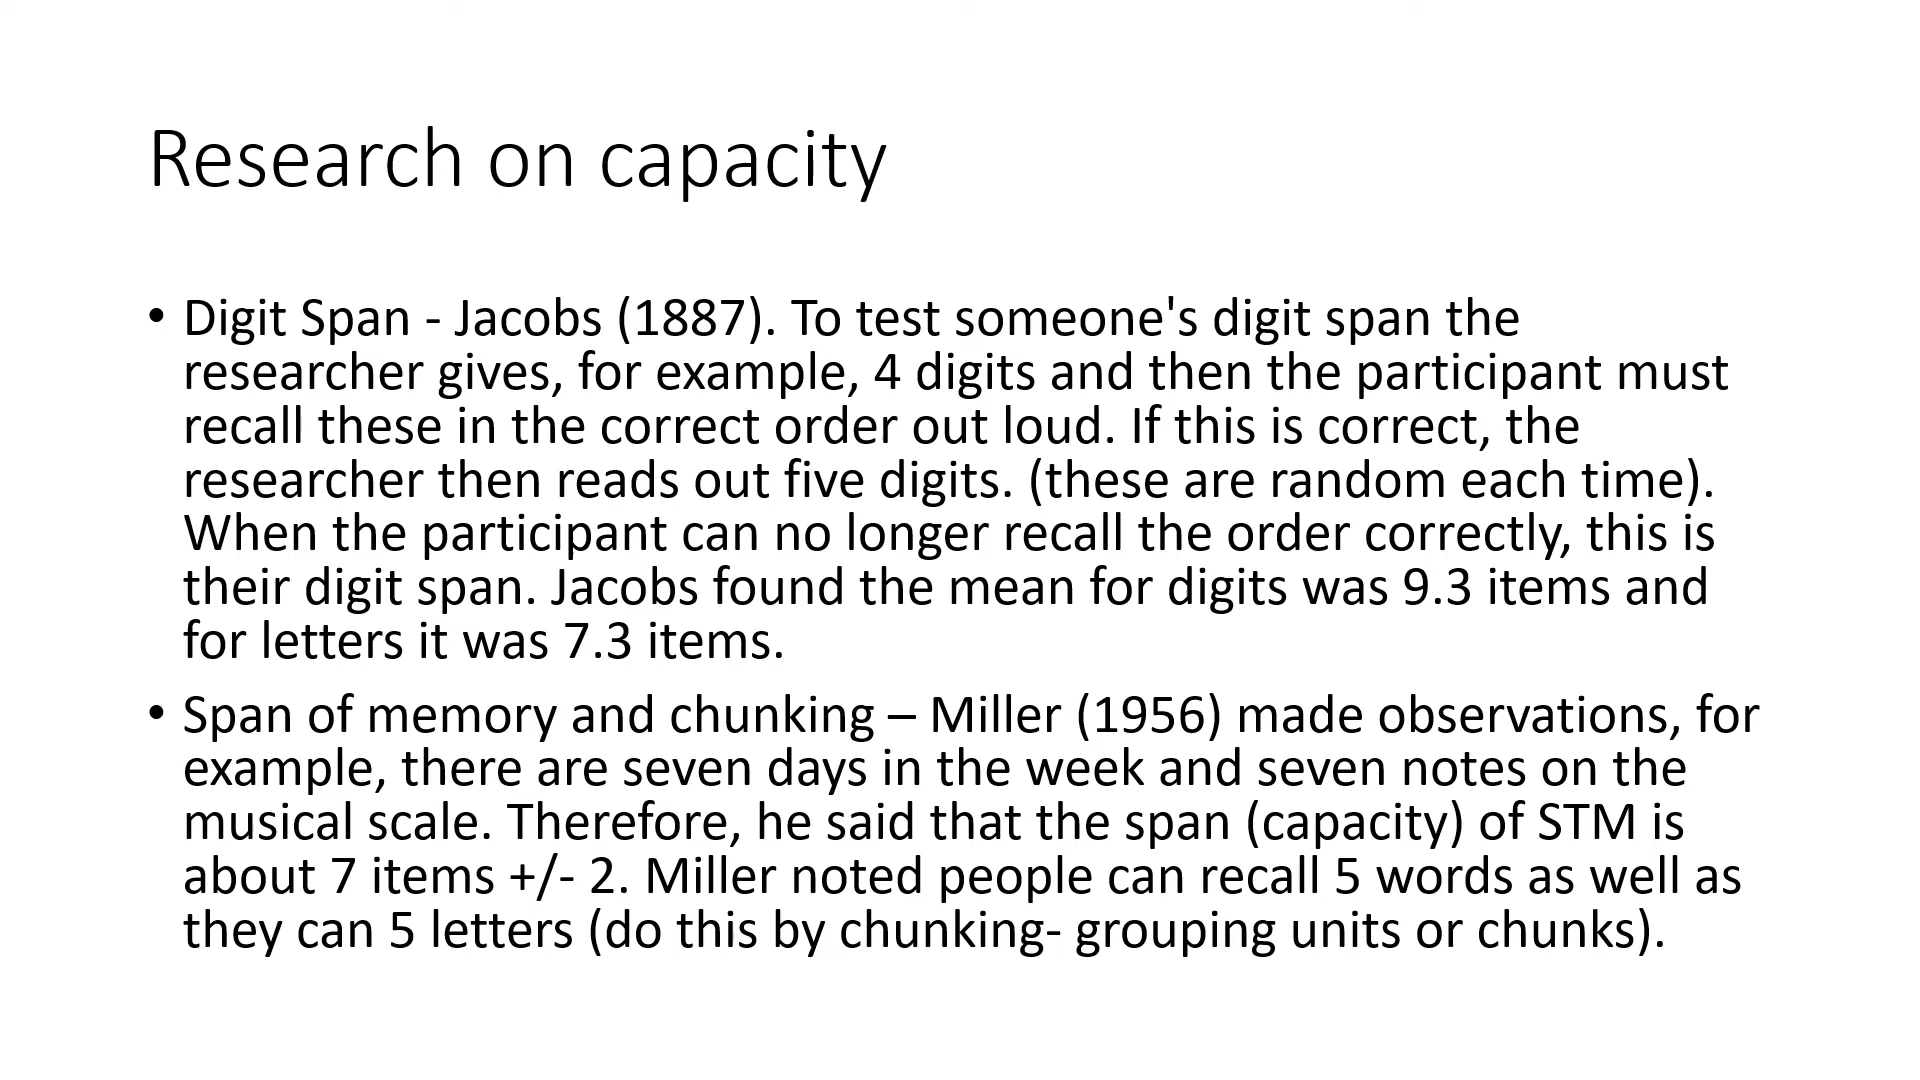 Research on capacity
• Digit Span - Jacobs (1887). To test someone's digit span the
researcher gives, for example, 4 digits and then the participant must
recall these in the correct order out loud. If this is correct, the
researcher then reads out five digits. (these are random each time).
When the participant can no longer recall the order correctly, this is
their digit span. Jacobs found the mean for digits was 9.3 items and
for letters it was 7.3 items.
• Span of memory and chunking – Miller (1956) made observations, for
example, there are seven days in the week and seven notes on the
musical scale. Therefore, he said that the span (capacity) of STM is
about 7 items +/- 2. Miller noted people can recall 5 words as well as
they can 5 letters (do this by chunking- grouping units or chunks).